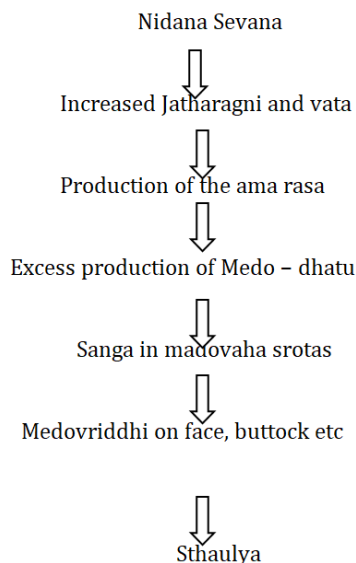 Nidana Sevana
Increased Jatharagni and vata
Production of the ama rasa
Excess production of Medo – dhatu
Sanga in madovaha srotas
Medovriddhi on face, buttock etc
Sthaulya